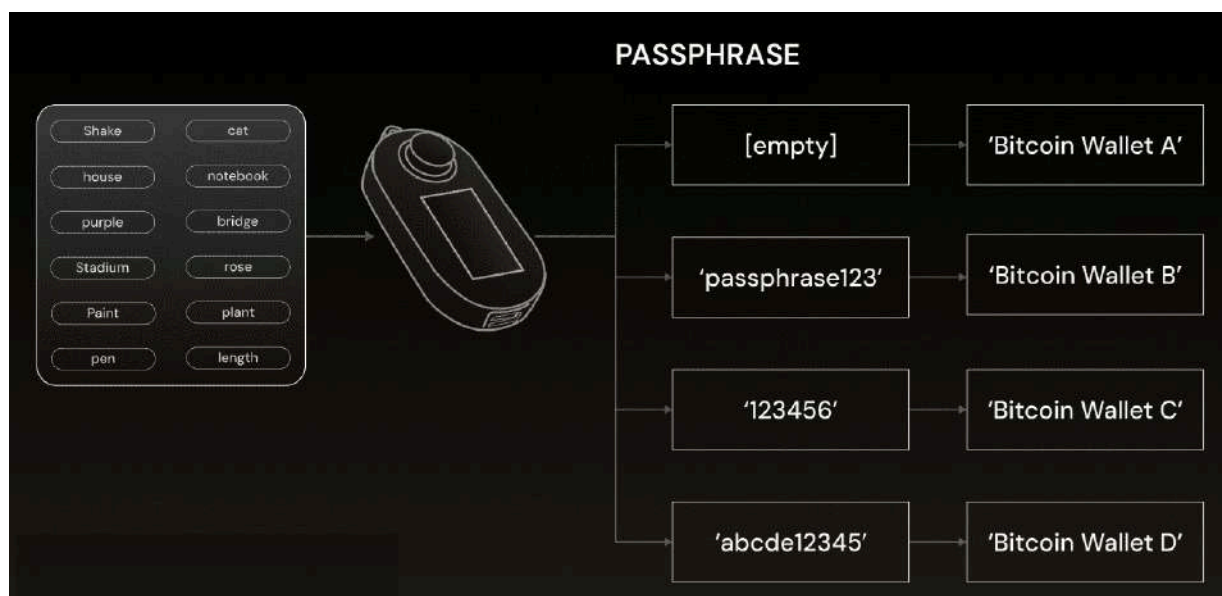 PASSPHRASE
Shake cat
house notebook
purple bridge
Stadium rose
Paint plant
pen length
[empty] ‘Bitcoin Wallet A’
‘passphrase123’ ‘Bitcoin Wallet B’
‘123456’ ‘Bitcoin Wallet C’
‘abcde12345’ ‘Bitcoin Wallet D’